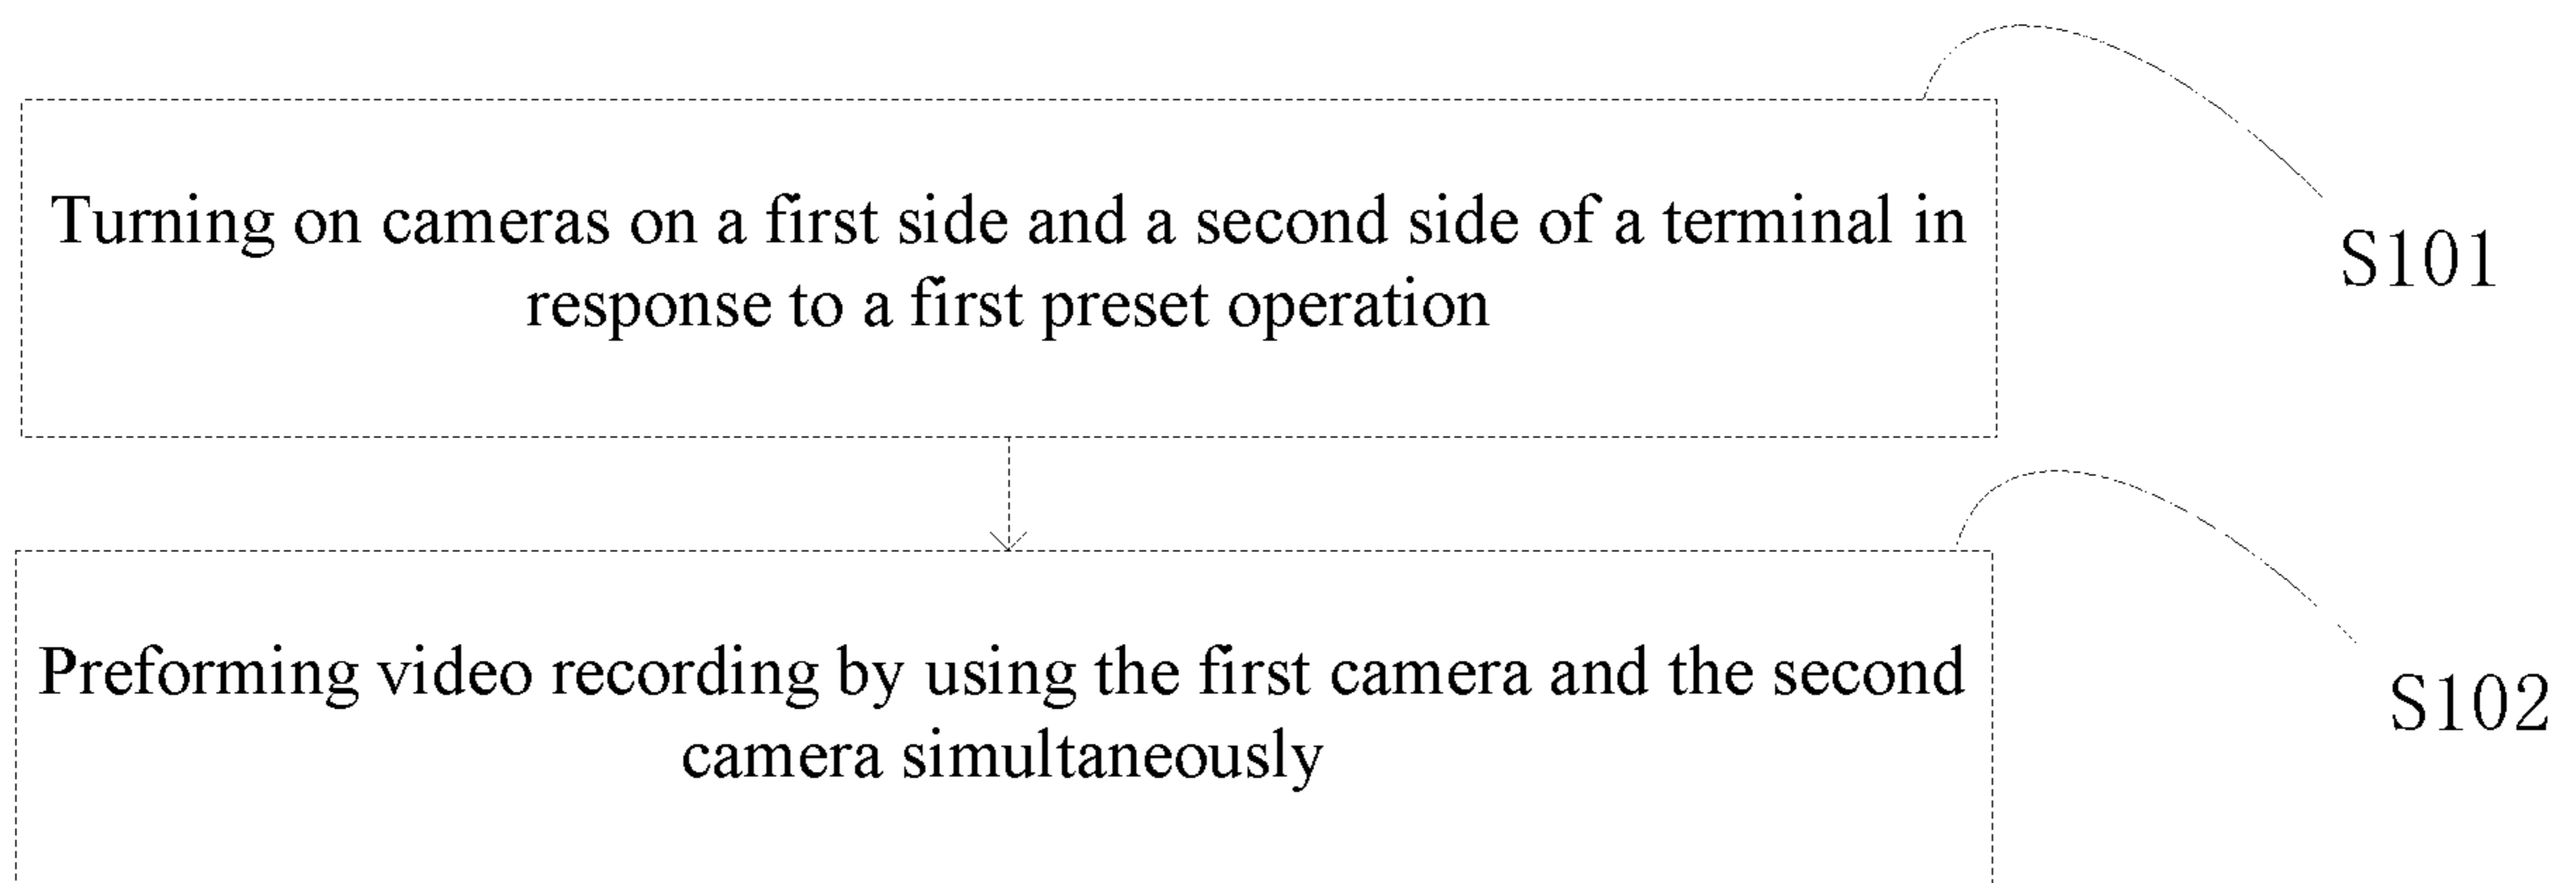 Turning on cameras on a first side and a second side of a terminal in
response to a first preset operation
S101
Preforming video recording by using the first camera and the second
camera simultaneously
S102